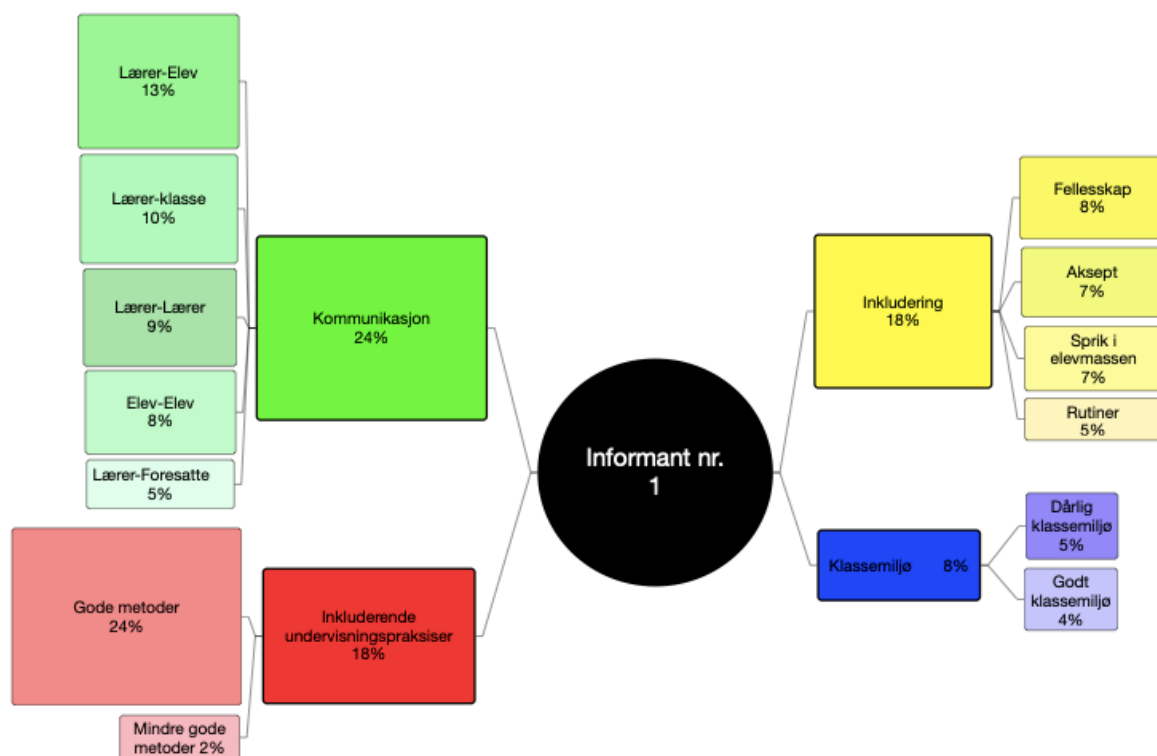 Lærer-Elev
13%
Lærer-klasse
10%
Lærer-Lærer
9%
Elev-Elev
8%
Lærer-Foresatte
5%
Kommunikasjon
24%
Gode metoder
24%
Mindre gode
metoder 2%
Inkluderende
undervisningspraksiser
18%
Informant nr.
1
Inkludering
18%
Fellesskap
8%
Aksept
7%
Sprik i
elevmassen
7%
Rutiner
5%
Klassemiljø 8%
Dårlig
klassemiljø
5%
Godt
klassemiljø
4%